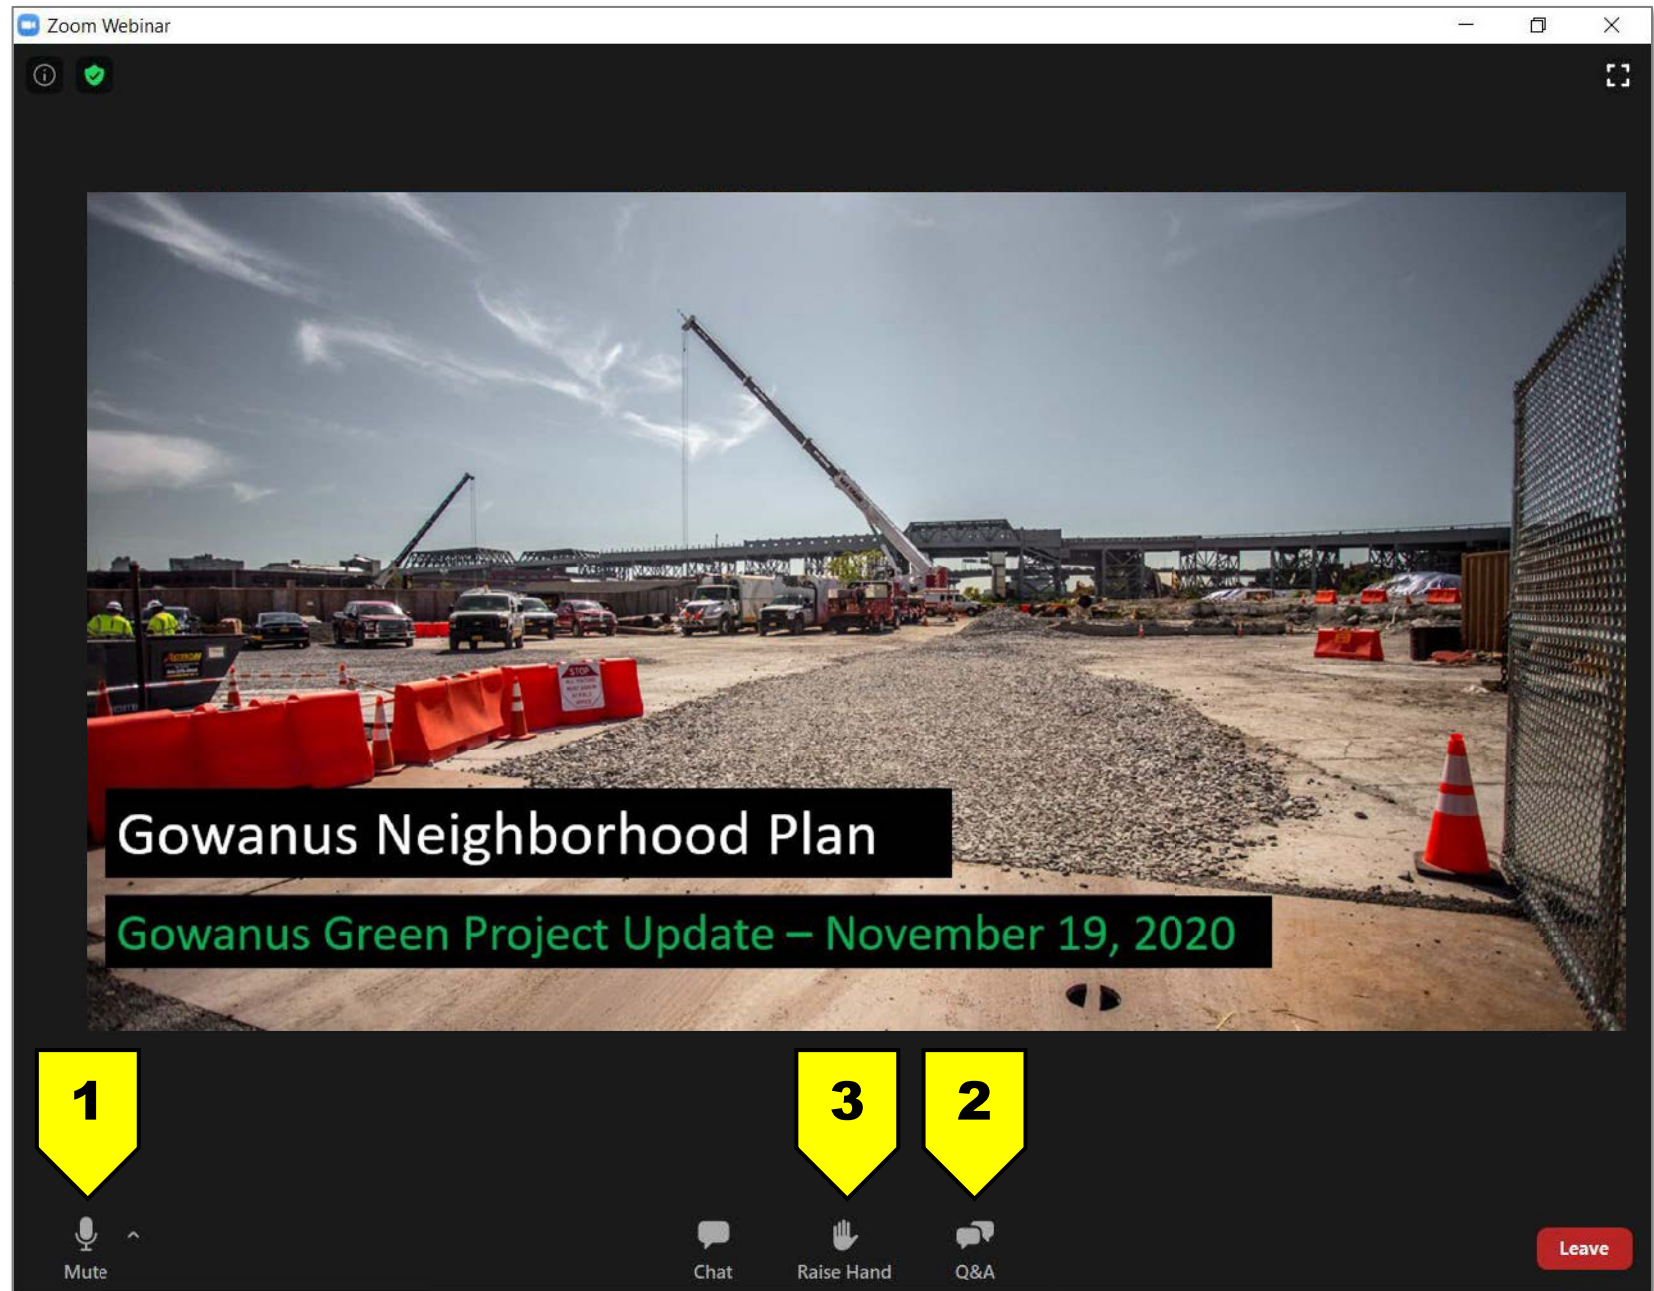 Zoom Webinar
STOP
Gowanus Neighborhood Plan
Gowanus Green Project Update – November 19, 2020
1
3
2
Mute
Chat
Raise Hand
Q&A
Leave